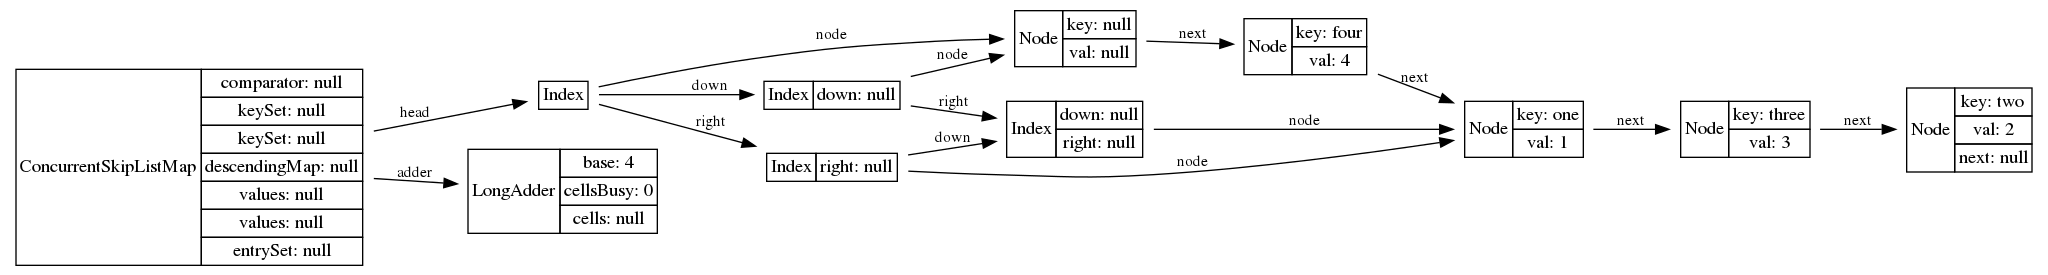 ConcurrentSkipListMap
comparator: null
keySet: null
keySet: null
descendingMap: null
values: null
values: null
entrySet: null
head
adder
Index
LongAdder
base: 4
cellsBusy: 0
cells: null
node
down
right
Index
down: null
Index
right: null
node
right
down
Node
key: null
val: null
Index
down: null
right: null
next
node
node
Node
key: four
val: 4
next
Node
key: one
val: 1
next
Node
key: three
val: 3
next
Node
key: two
val: 2
next: null